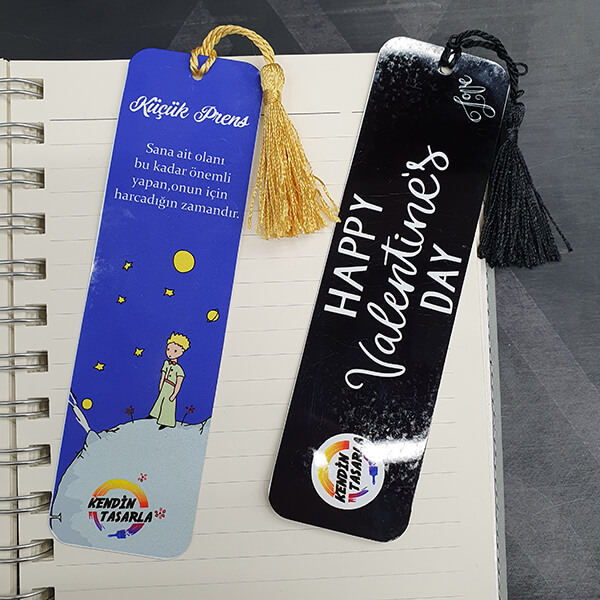 Küçük Prens
Sana ait olanı
bu kadar önemli
yapan,onun için
harcadığın zamandır.
KENDİN
TASARLA
Love
HAPPY
Valentine's
DAY
KENDİN
TASARLA